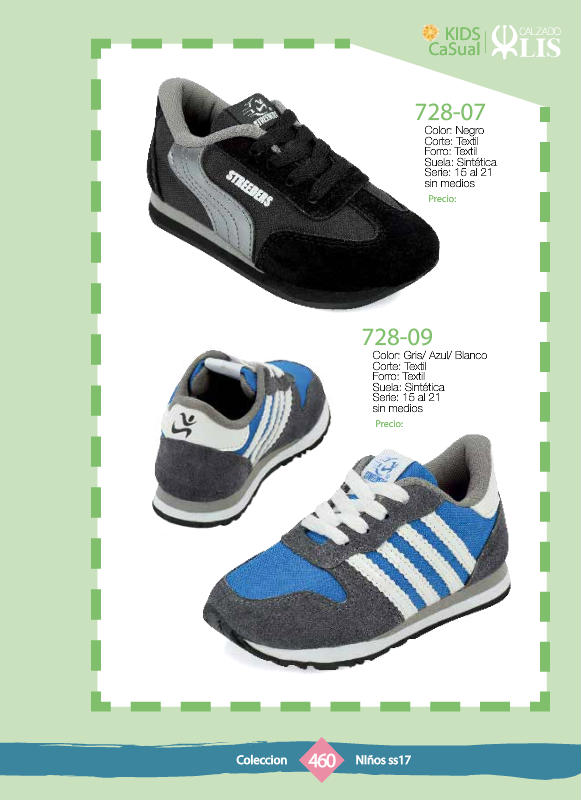 KIDS
CaSual
CALZADO
LIS
728-07
Color: Negro
Corte: Textil
Forro: Textil
Suela: Sintética
Serie: 15 al 21
sin medios
Precio:
STREEDERS
728-09
Color: Gris/ Azul/ Blanco
Corte: Textil
Forro: Textil
Suela: Sintética
Serie: 15 al 21
sin medios
Precio:
Coleccion 460 Niños ss17